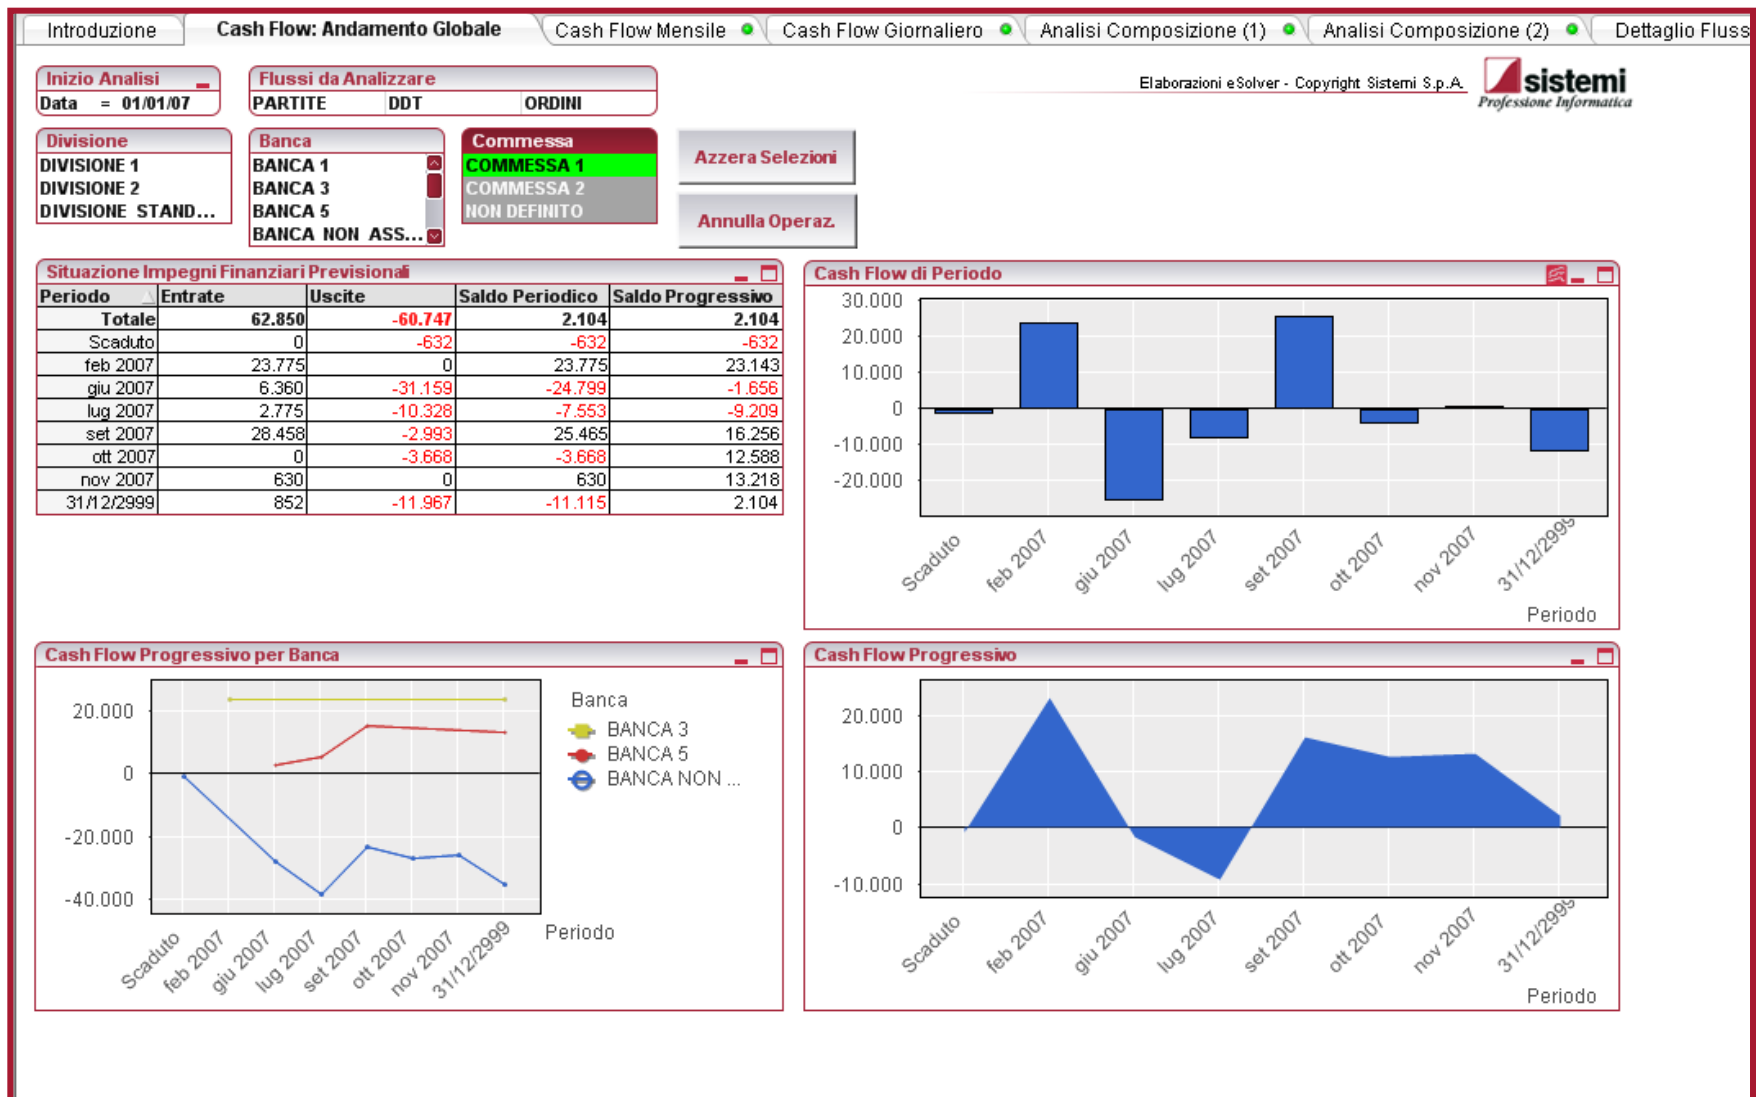 Introduzione
Cash Flow: Andamento Globale
Cash Flow Mensile
Cash Flow Giornaliero
Analisi Composizione (1)
Analisi Composizione (2)
Dettaglio Fluss
Inizio Analisi
Data = 01/01/07
Flussi da Analizzare
PARTITE DDT ORDINI
Elaborazioni eSolver - Copyright Sistemi S.p.A.
sistemi
Professione Informatica
Divisione
DIVISIONE 1
DIVISIONE 2
DIVISIONE STAND...
Banca
BANCA 1
BANCA 3
BANCA 5
BANCA NON ASS...
Commessa
COMMESSA 1
COMMESSA 2
NON DEFINITO
Azzera Selezioni
Annulla Operaz.
Situazione Impegni Finanziari Previsionali
Periodo Entrate Uscite Saldo Periodico Saldo Progressivo
Totale 62.850 -60.747 2.104 2.104
Scaduto 0 -632 -632 -632
feb 2007 23.775 0 23.775 23.143
giu 2007 6.360 -31.159 -24.799 -1.656
lug 2007 2.775 -10.328 -7.553 -9.209
set 2007 28.458 -2.993 25.465 16.256
ott 2007 0 -3.668 -3.668 12.588
nov 2007 630 0 630 13.218
31/12/2999 852 -11.967 -11.115 2.104
Cash Flow di Periodo
30.000
20.000
10.000
0
-10.000
-20.000
Scaduto feb 2007 giu 2007 lug 2007 set 2007 ott 2007 nov 2007 31/12/2999
Periodo
Cash Flow Progressivo per Banca
20.000
0
-20.000
-40.000
Scaduto feb 2007 giu 2007 lug 2007 set 2007 ott 2007 nov 2007 31/12/2999
Periodo
Banca
BANCA 3
BANCA 5
BANCA NON ...
Cash Flow Progressivo
20.000
10.000
0
-10.000
Scaduto feb 2007 giu 2007 lug 2007 set 2007 ott 2007 nov 2007 31/12/2999
Periodo